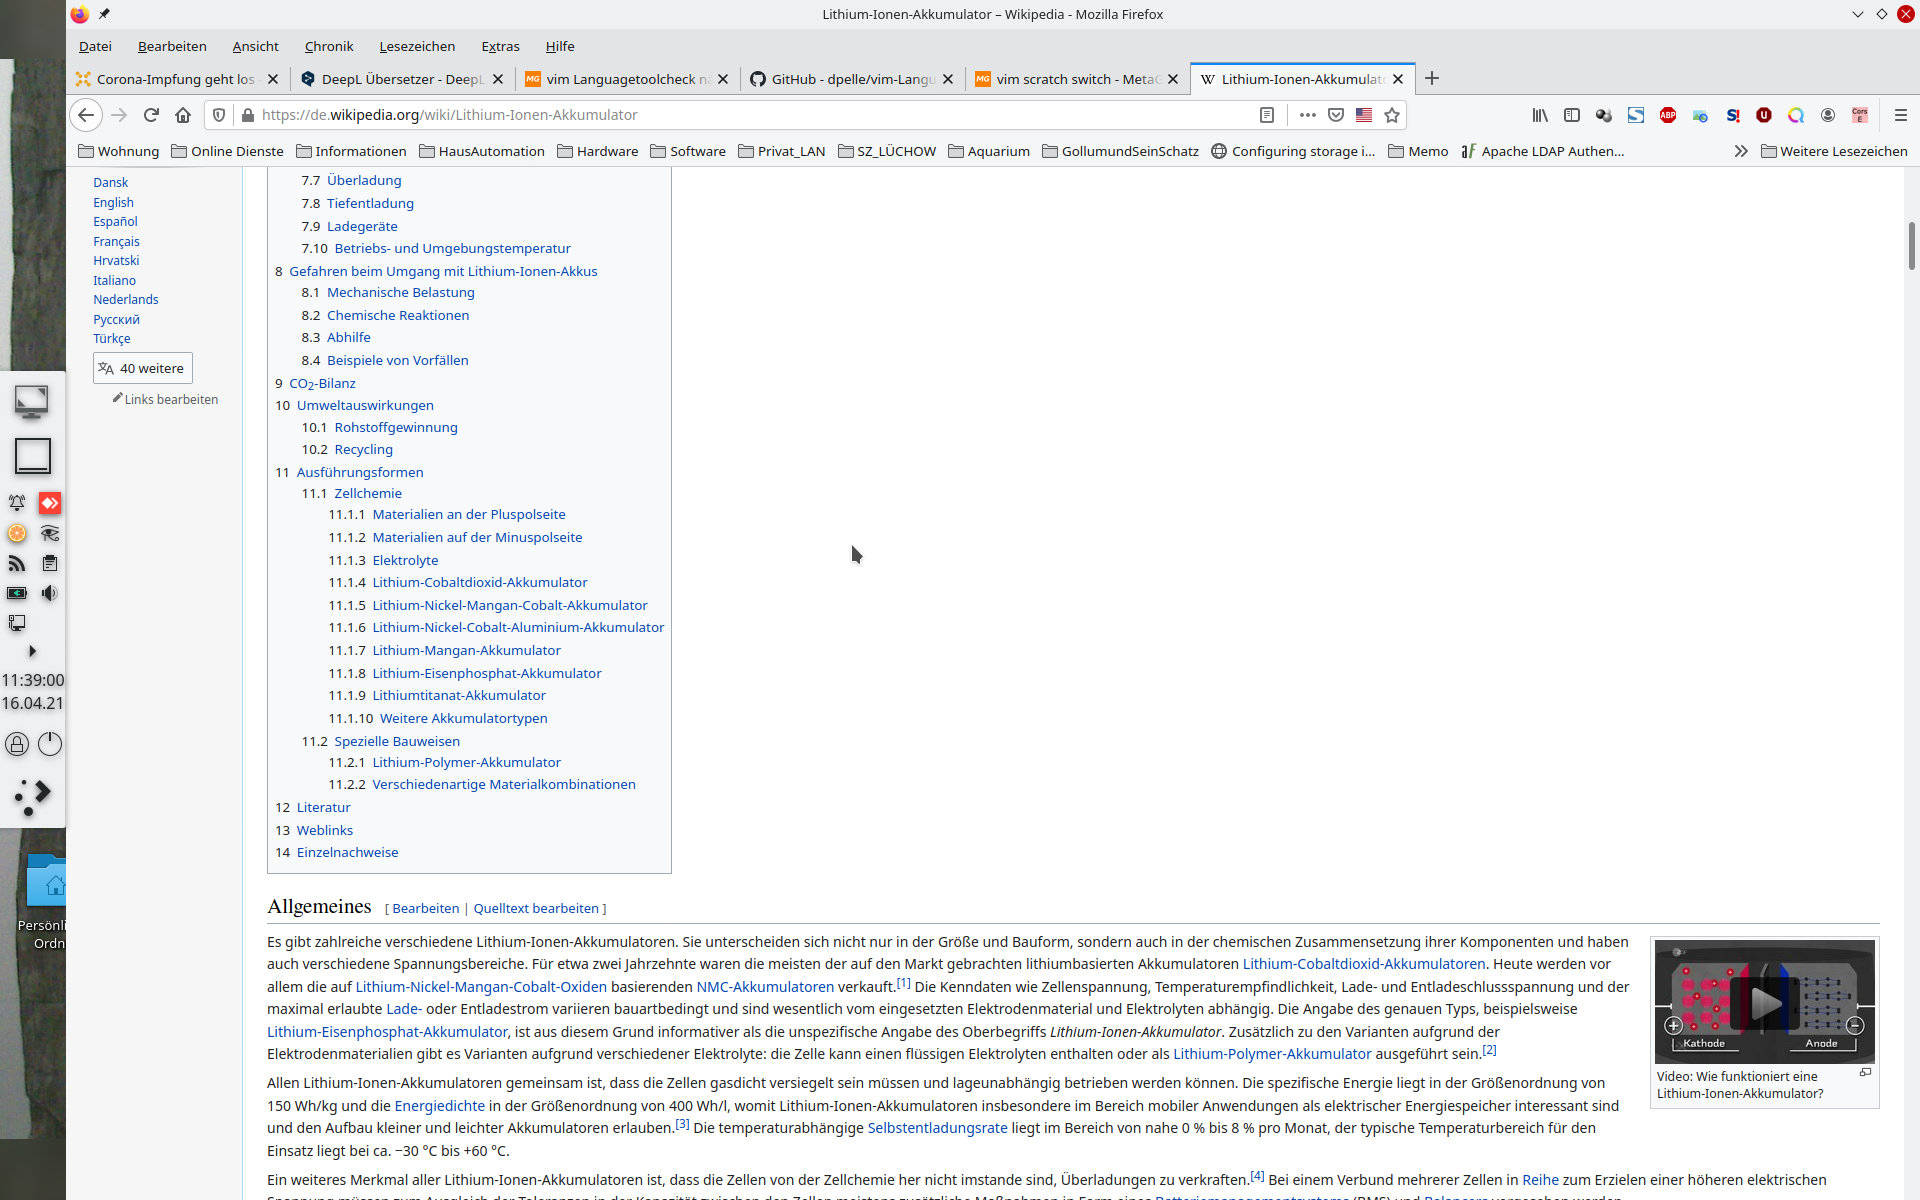 Lithium-Ionen-Akkumulator – Wikipedia - Mozilla Firefox
Datei Bearbeiten Ansicht Chronik Lesezeichen Extras Hilfe
Corona-Impfung geht los DeepL Übersetzer - DeepL vim Languagetoolcheck GitHub - dpelle/vim-Langu vim scratch switch - Meta Lithium-Ionen-Akkumulat
https://de.wikipedia.org/wiki/Lithium-Ionen-Akkumulator
Wohnung Online Dienste Informationen HausAutomation Hardware Software Privat_LAN SZ_LÜCHOW Aquarium GollumundSeinSchatz Configuring storage i... Memo Apache LDAP Authen... Weitere Lesezeichen
Dansk
English
Español
Français
Hrvatski
Italiano
Nederlands
Русский
Türkçe
40 weitere
Links bearbeiten
7.7 Überladung
7.8 Tiefentladung
7.9 Ladegeräte
7.10 Betriebs- und Umgebungstemperatur
8 Gefahren beim Umgang mit Lithium-Ionen-Akkus
8.1 Mechanische Belastung
8.2 Chemische Reaktionen
8.3 Abhilfe
8.4 Beispiele von Vorfällen
9 CO2-Bilanz
10 Umweltauswirkungen
10.1 Rohstoffgewinnung
10.2 Recycling
11 Ausführungsformen
11.1 Zellchemie
11.1.1 Materialien an der Pluspolseite
11.1.2 Materialien auf der Minuspolseite
11.1.3 Elektrolyte
11.1.4 Lithium-Cobaltdioxid-Akkumulator
11.1.5 Lithium-Nickel-Mangan-Cobalt-Akkumulator
11.1.6 Lithium-Nickel-Cobalt-Aluminium-Akkumulator
11.1.7 Lithium-Mangan-Akkumulator
11.1.8 Lithium-Eisenphosphat-Akkumulator
11.1.9 Lithiumtitanat-Akkumulator
11.1.10 Weitere Akkumulatortypen
11.2 Spezielle Bauweisen
11.2.1 Lithium-Polymer-Akkumulator
11.2.2 Verschiedenartige Materialkombinationen
12 Literatur
13 Weblinks
14 Einzelnachweise
11:39:00
16.04.21
Persönli
Ordn
Allgemeines [ Bearbeiten | Quelltext bearbeiten ]
Es gibt zahlreiche verschiedene Lithium-Ionen-Akkumulatoren. Sie unterscheiden sich nicht nur in der Größe und Bauform, sondern auch in der chemischen Zusammensetzung ihrer Komponenten und haben
auch verschiedene Spannungsbereiche. Für etwa zwei Jahrzehnte waren die meisten der auf den Markt gebrachten lithiumbasierten Akkumulatoren Lithium-Cobaltdioxid-Akkumulatoren. Heute werden vor
allem die auf Lithium-Nickel-Mangan-Cobalt-Oxiden basierenden NMC-Akkumulatoren verkauft.[1] Die Kenndaten wie Zellenspannung, Temperaturempfindlichkeit, Lade- und Entladeschlussspannung und der
maximal erlaubte Lade- oder Entladestrom variieren bauartbedingt und sind wesentlich vom eingesetzten Elektrodenmaterial und Elektrolyten abhängig. Die Angabe des genauen Typs, beispielsweise
Lithium-Eisenphosphat-Akkumulator, ist aus diesem Grund informativer als die unspezifische Angabe des Oberbegriffs Lithium-Ionen-Akkumulator. Zusätzlich zu den Varianten aufgrund der
Elektrodenmaterialien gibt es Varianten aufgrund verschiedener Elektrolyte: die Zelle kann einen flüssigen Elektrolyten enthalten oder als Lithium-Polymer-Akkumulator ausgeführt sein.[2]
Kathode Anode
Video: Wie funktioniert eine
Lithium-Ionen-Akkumulator?
Allen Lithium-Ionen-Akkumulatoren gemeinsam ist, dass die Zellen gasdicht versiegelt sein müssen und lageunabhängig betrieben werden können. Die spezifische Energie liegt in der Größenordnung von
150 Wh/kg und die Energiedichte in der Größenordnung von 400 Wh/l, womit Lithium-Ionen-Akkumulatoren insbesondere im Bereich mobiler Anwendungen als elektrischer Energiespeicher interessant sind
und den Aufbau kleiner und leichter Akkumulatoren erlauben.[3] Die temperaturabhängige Selbstentladungsrate liegt im Bereich von nahe 0 % bis 8 % pro Monat, der typische Temperaturbereich für den
Einsatz liegt bei ca. −30 °C bis +60 °C.
Ein weiteres Merkmal aller Lithium-Ionen-Akkumulatoren ist, dass die Zellen von der Zellchemie her nicht imstande sind, Überladungen zu verkraften.[4] Bei einem Verbund mehrerer Zellen in Reihe zum Erzielen einer höheren elektrischen